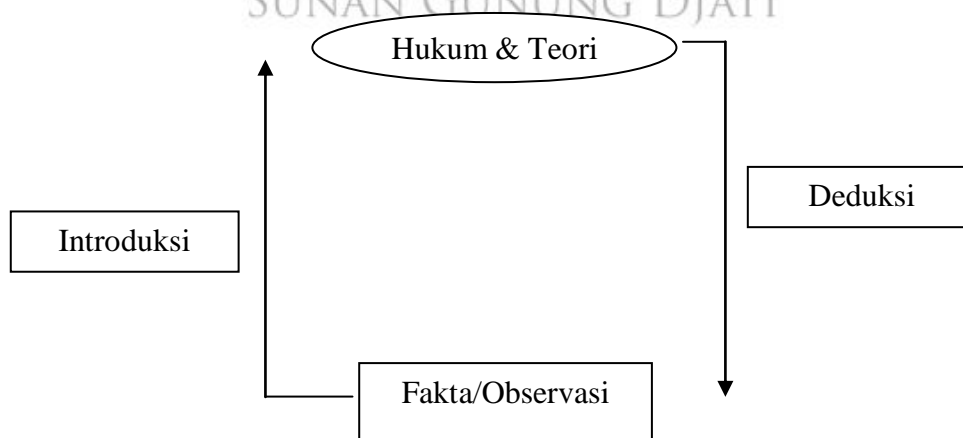 SUNAN GUNUNG DJATI
Hukum & Teori
Deduksi
Introduksi
Fakta/Observasi